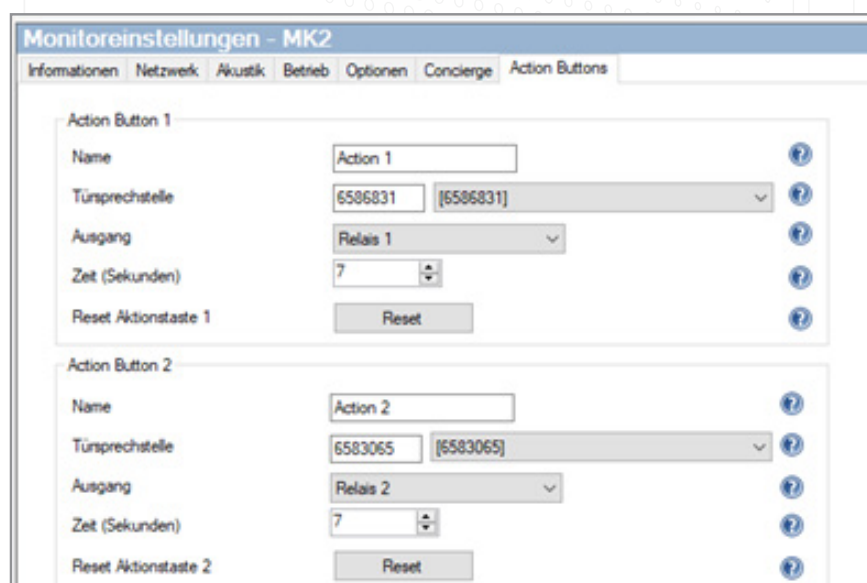 Monitoreinstellungen - MK2
Informationen Netzwerk Akustik Betrieb Optionen Concierge Action Buttons
Action Button 1
Name Action 1
Türsprechstelle 6586831 [6586831]
Ausgang Relais 1
Zeit (Sekunden) 7
Reset Aktionstaste 1 Reset
Action Button 2
Name Action 2
Türsprechstelle 6583065 [6583065]
Ausgang Relais 2
Zeit (Sekunden) 7
Reset Aktionstaste 2 Reset